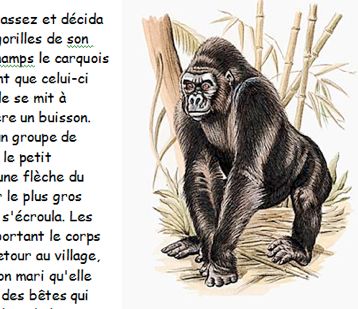 assez et décida
gorilles de son
hamps le carquois
nt que celui-ci
le se mit à
ère un buisson.
un groupe de
le petit
une flèche du
r le plus gros
s'écroula. Les
portant le corps
etour au village,
on mari qu'elle
des bêtes qui